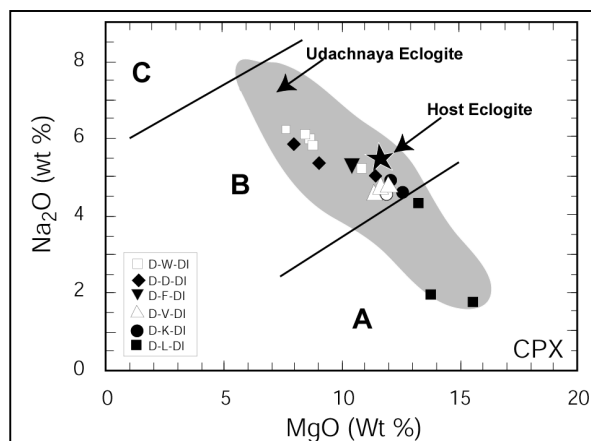 8
6
4
2
0
Na2O (wt %)
C
Udachnaya Eclogite
Host Eclogite
B
A
D-W-DI
D-D-DI
D-F-DI
D-V-DI
D-K-DI
D-L-DI
CPX
0 5 10 15 20
MgO (Wt %)